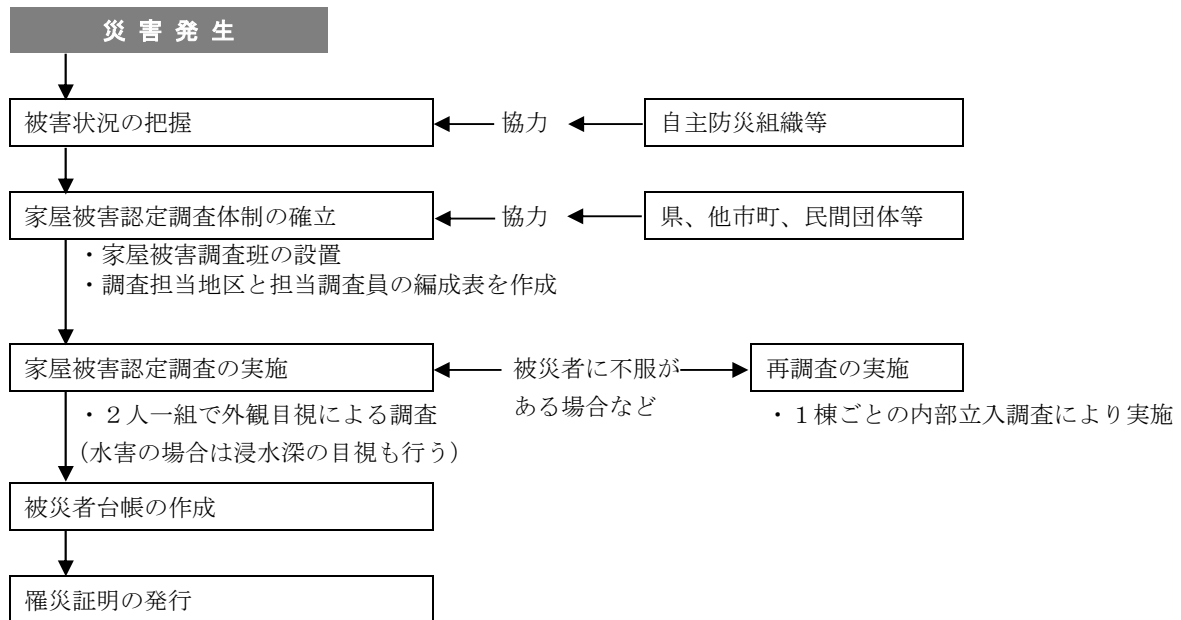 災害発生
被害状況の把握
協力
自主防災組織等
家屋被害認定調査体制の確立
協力
県、他市町、民間団体等
・家屋被害調査班の設置
・調査担当地区と担当調査員の編成表を作成
家屋被害認定調査の実施
被災者に不服が
ある場合など
再調査の実施
・２人一組で外観目視による調査
（水害の場合は浸水深の目視も行う）
・１棟ごとの内部立入調査により実施
被災者台帳の作成
罹災証明の発行